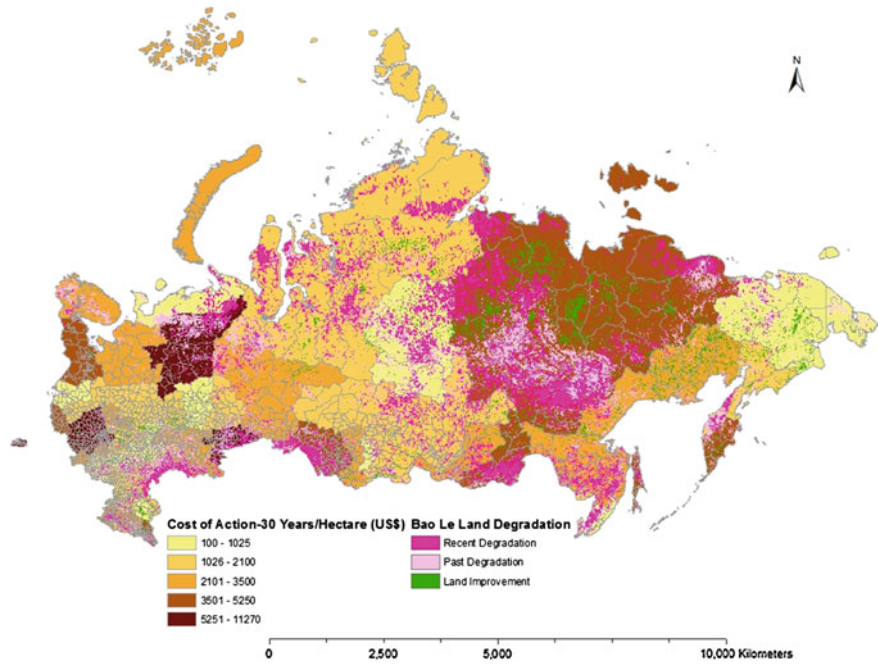 N
Cost of Action-30 Years/Hectare (US$)
100 - 1025
1026 - 2100
2101 - 3500
3501 - 5250
5251 - 11270
Bao Le Land Degradation
Recent Degradation
Past Degradation
Land Improvement
0 2,500 5,000 10,000 Kilometers